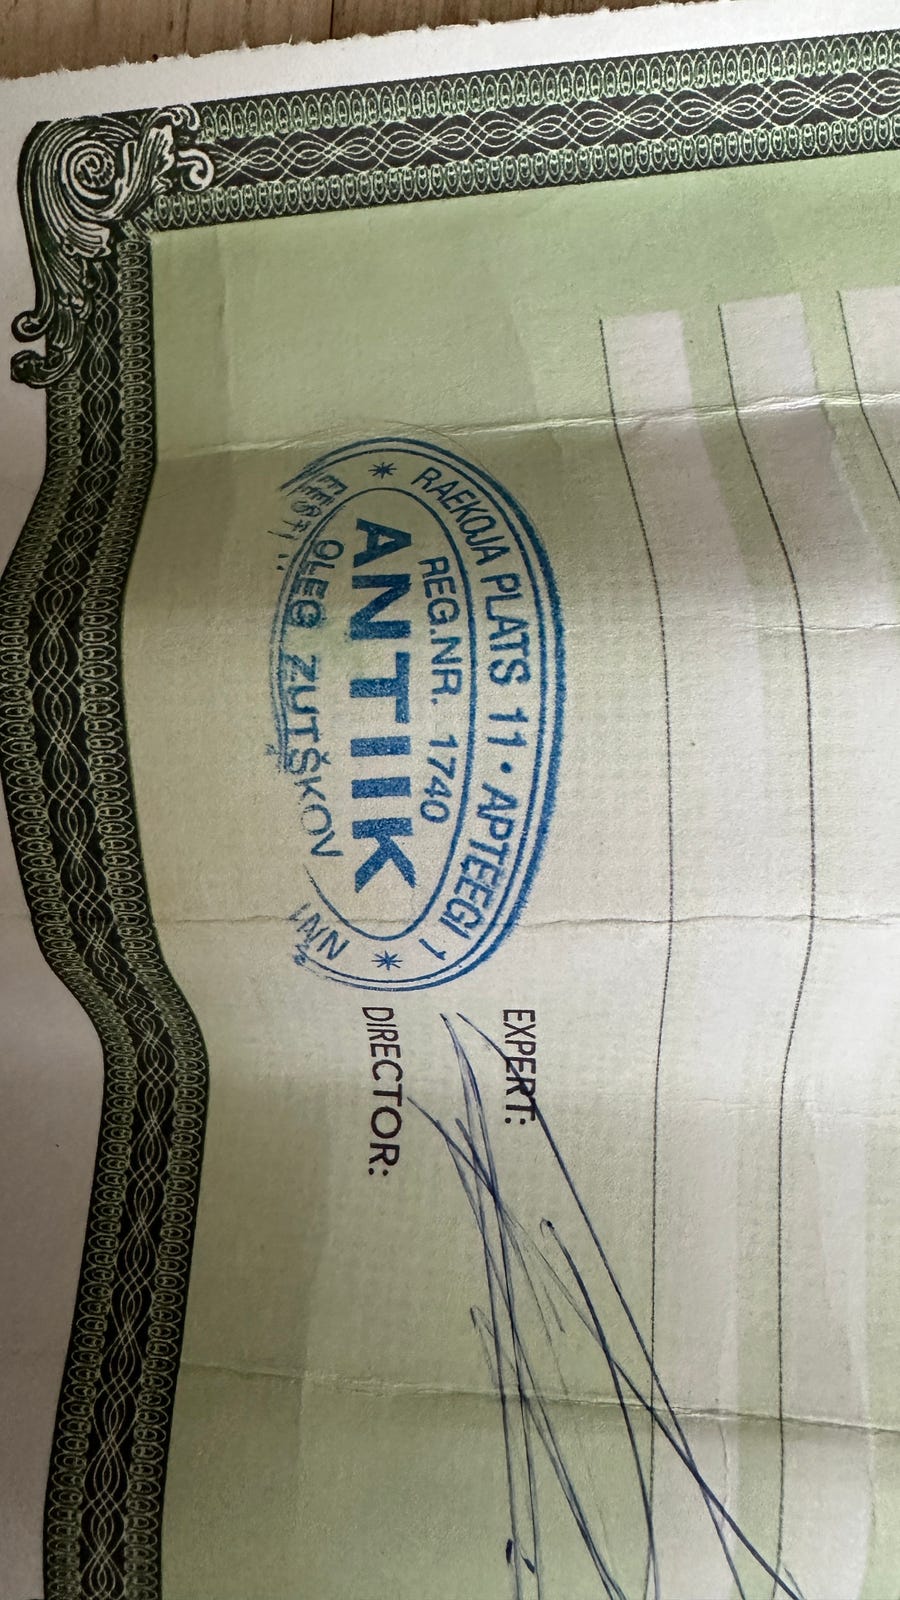 RAEKOJA PLATS 11 • APTEEGI 1
REG.NR. 1740
ANTIIK
OLEG ZUTŠKOV
EXPERT:
DIRECTOR: